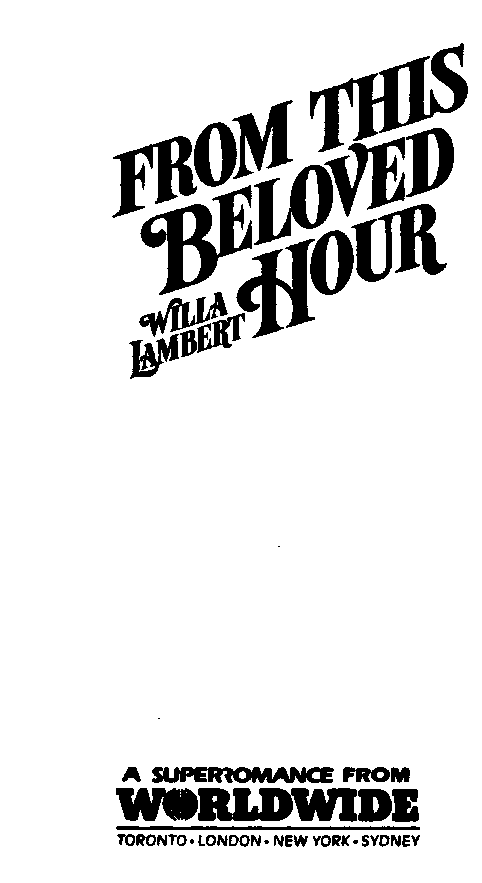 FROM THIS
BELOVED
HOUR
WILLA
LAMBERT
A SUPERROMANCE FROM
WORLDWIDE
TORONTO • LONDON • NEW YORK • SYDNEY